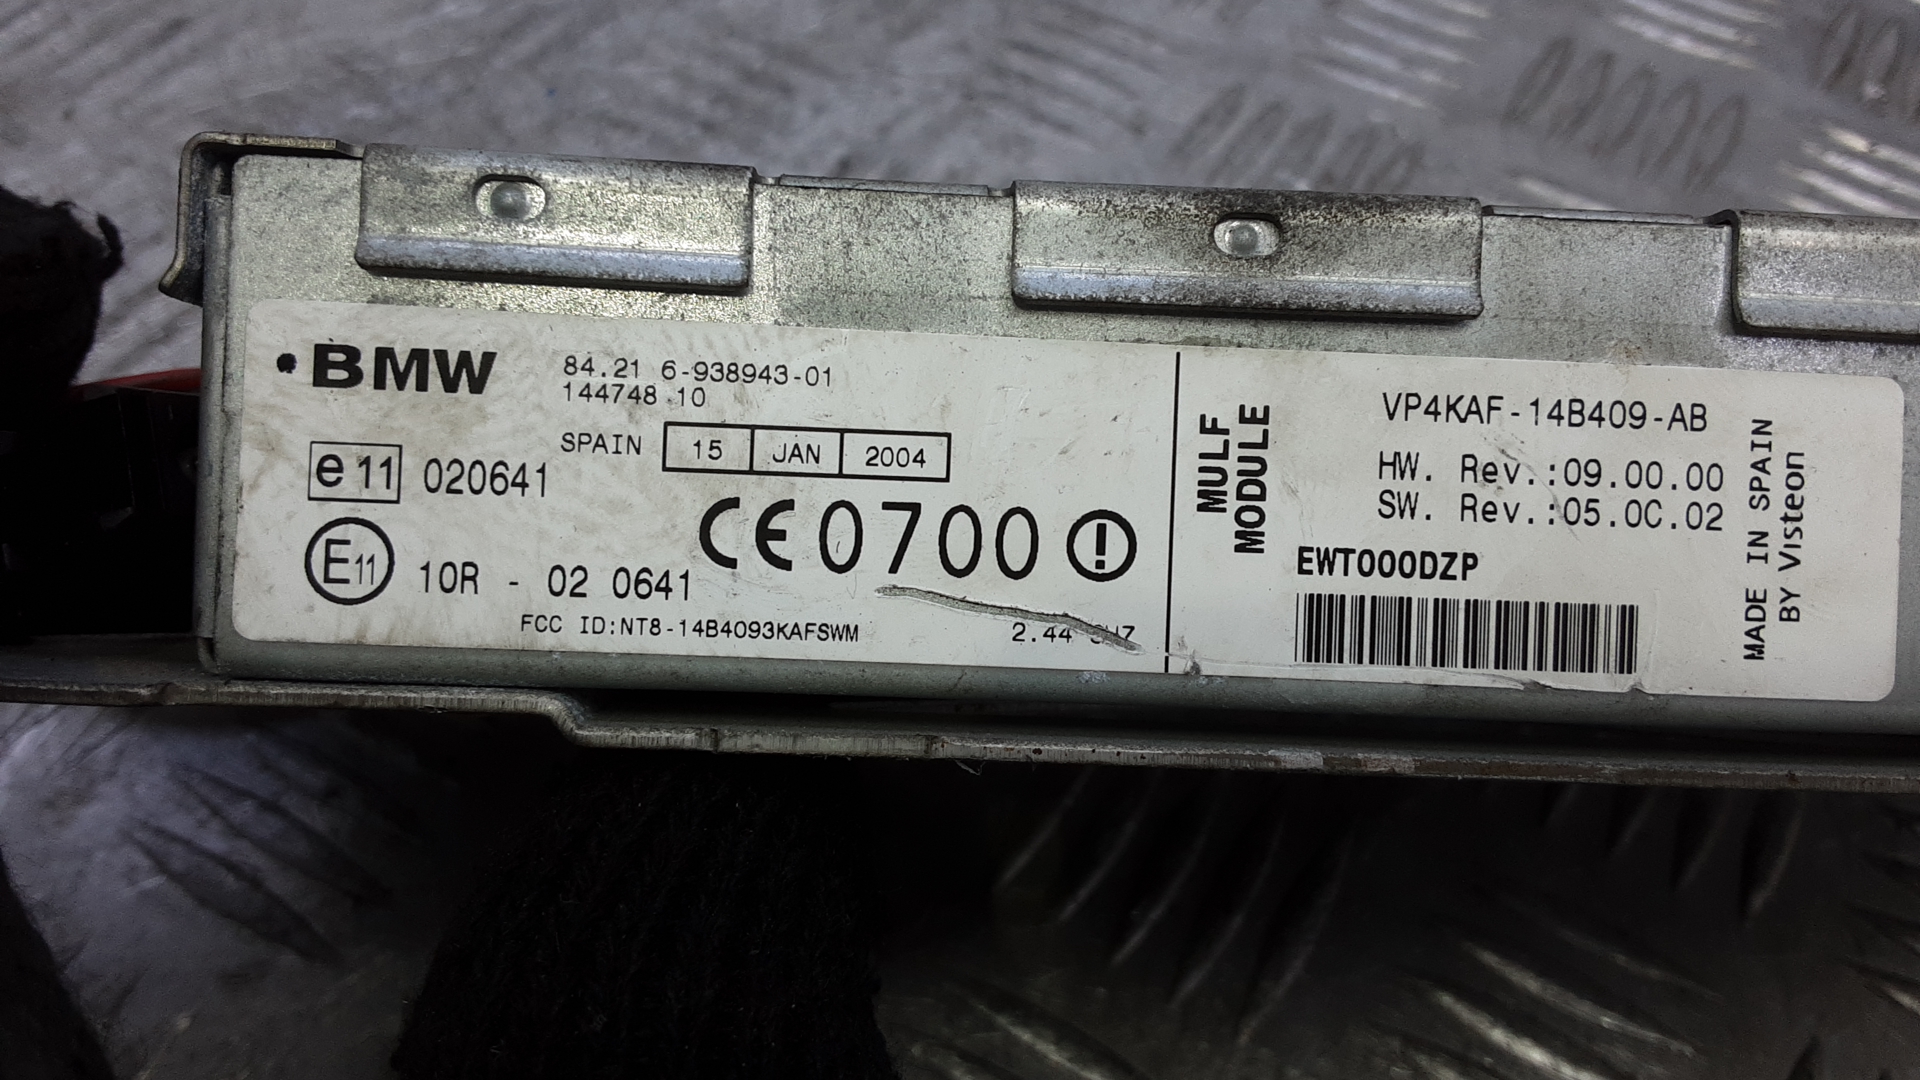 BMW
84.21 6-938943-01
144748 10
SPAIN 15 JAN 2004
e11 020641
CE0700
E11 10R - 02 0641
FCC ID:NT8-14B4093KAFSWM 2.44
MULF
MODULE
VP4KAF-14B409-AB
HW. Rev.:09.00.00
SW. Rev.:05.0C.02
EWT000DZP
MADE IN SPAIN
BY Visteon